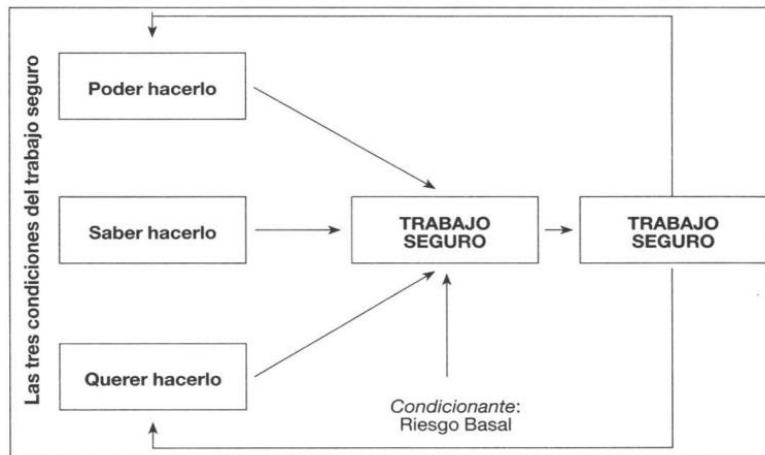 Las tres condiciones del trabajo seguro
Poder hacerlo
Saber hacerlo
Querer hacerlo
TRABAJO
SEGURO
TRABAJO
SEGURO
Condicionante:
Riesgo Basal